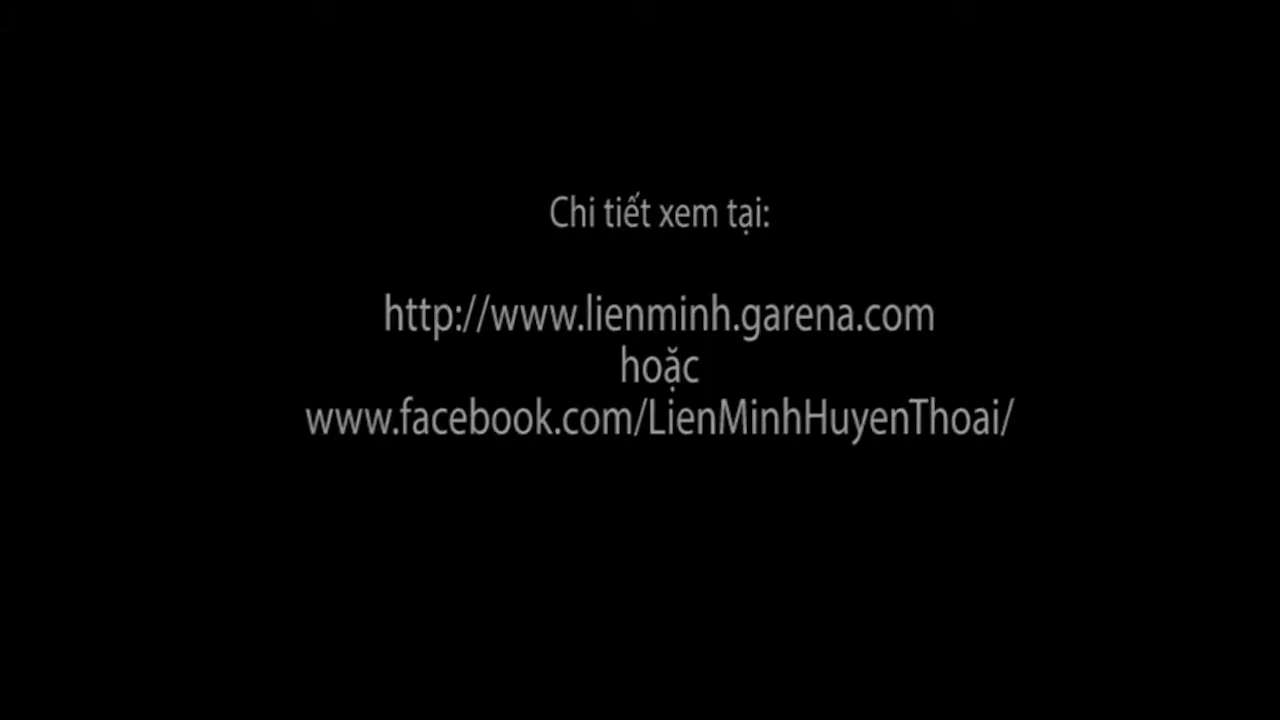 Chi tiết xem tại:
http://www.lienminh.garena.com
hoặc
www.facebook.com/LienMinhHuyenThoai/